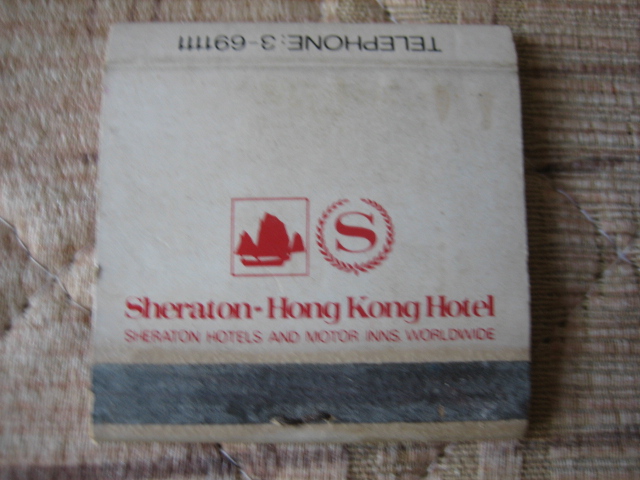 TELEPHONE: 3-691111
S
Sheraton-Hong Kong Hotel
SHERATON HOTELS AND MOTOR INNS, WORLDWIDE